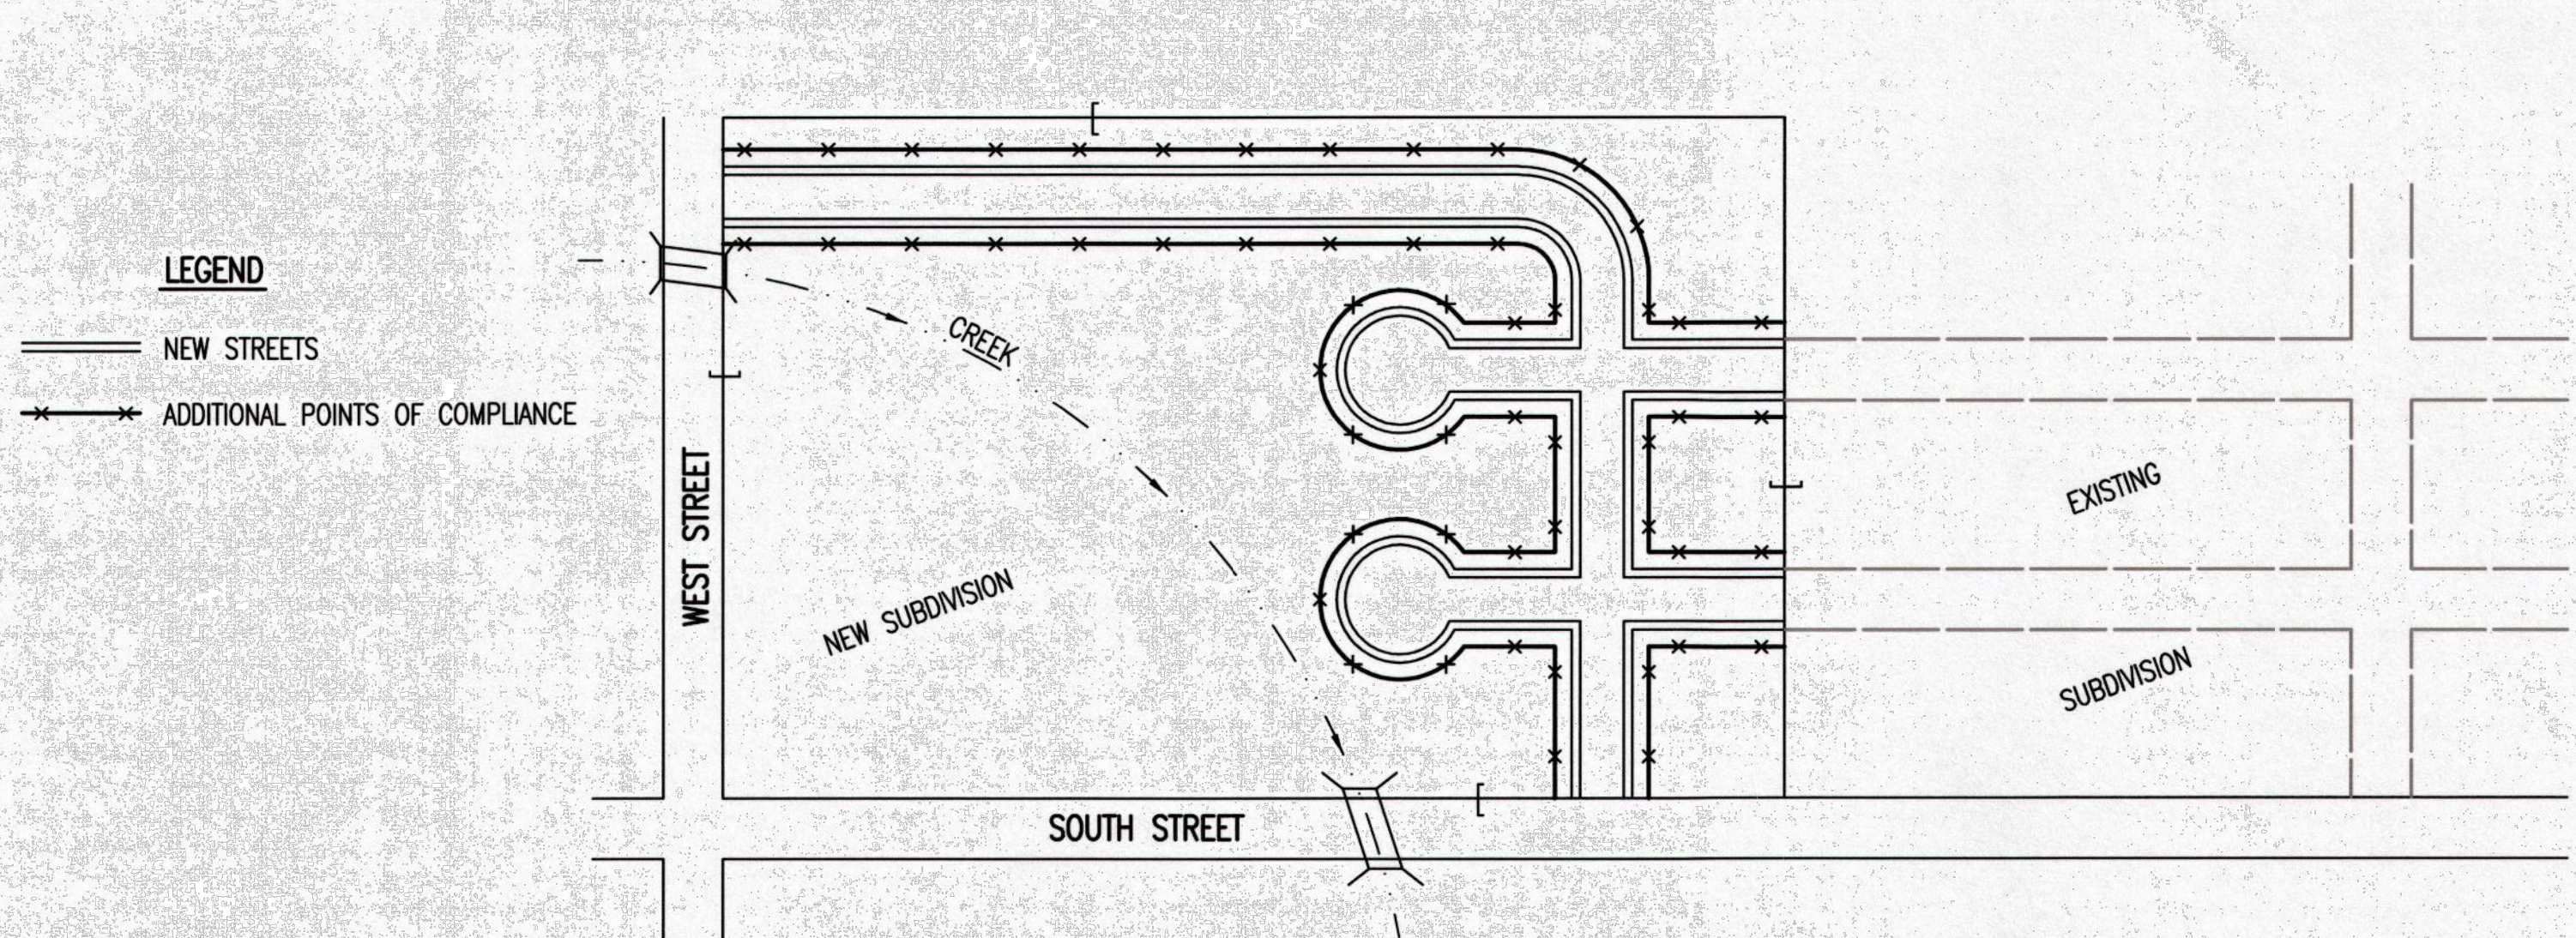 LEGEND
NEW STREETS
ADDITIONAL POINTS OF COMPLIANCE
WEST STREET
CREEK
NEW SUBDIVISION
SOUTH STREET
EXISTING
SUBDIVISION